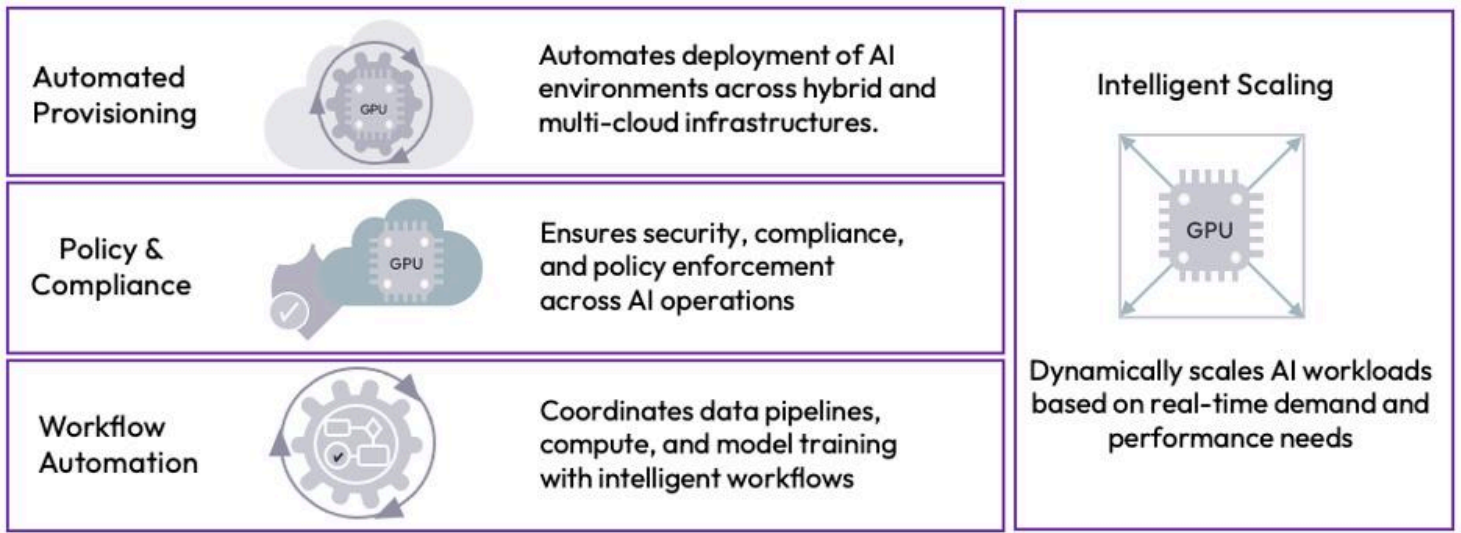 Automated
Provisioning
GPU
Automates deployment of AI
environments across hybrid and
multi-cloud infrastructures.
Policy &
Compliance
GPU
Ensures security, compliance,
and policy enforcement
across AI operations
Workflow
Automation
Coordinates data pipelines,
compute, and model training
with intelligent workflows
Intelligent Scaling
GPU
Dynamically scales AI workloads
based on real-time demand and
performance needs